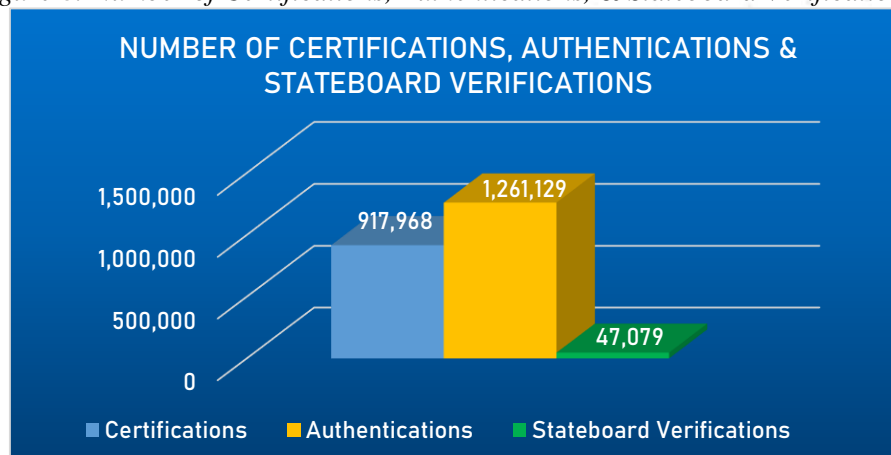 NUMBER OF CERTIFICATIONS, AUTHENTICATIONS &
STATEBOARD VERIFICATIONS
1,500,000
1,000,000
500,000
0
917,968
1,261,129
47,079
Certifications
Authentications
Stateboard Verifications